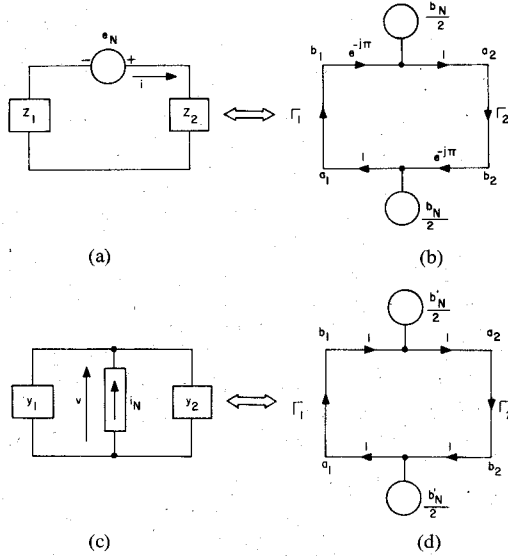 e_N
- +
i
Z_1
Z_2
(a)
b_N/2
b_1
e^{-jπ}
1
a_2
Γ_1
Γ_2
a_1
1
e^{-jπ}
b_2
b_N/2
(b)
y_1
v
i_N
y_2
(c)
b'_N/2
b_1
1
1
a_2
Γ_1
Γ_2
a_1
1
1
b_2
b'_N/2
(d)